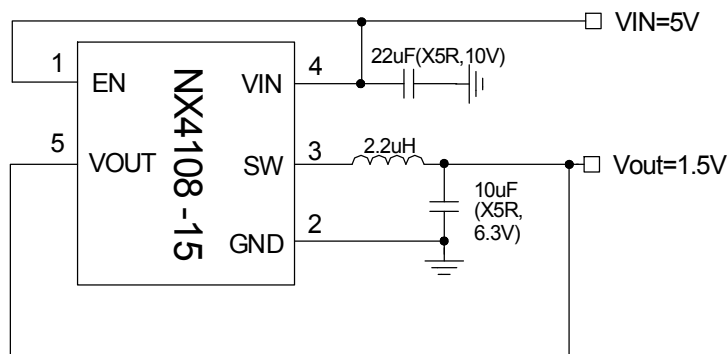 VIN=5V
1
EN
VIN
4
22uF(X5R,10V)
NX4108-15
5
VOUT
SW
3
2.2uH
Vout=1.5V
10uF
(X5R,
6.3V)
GND
2